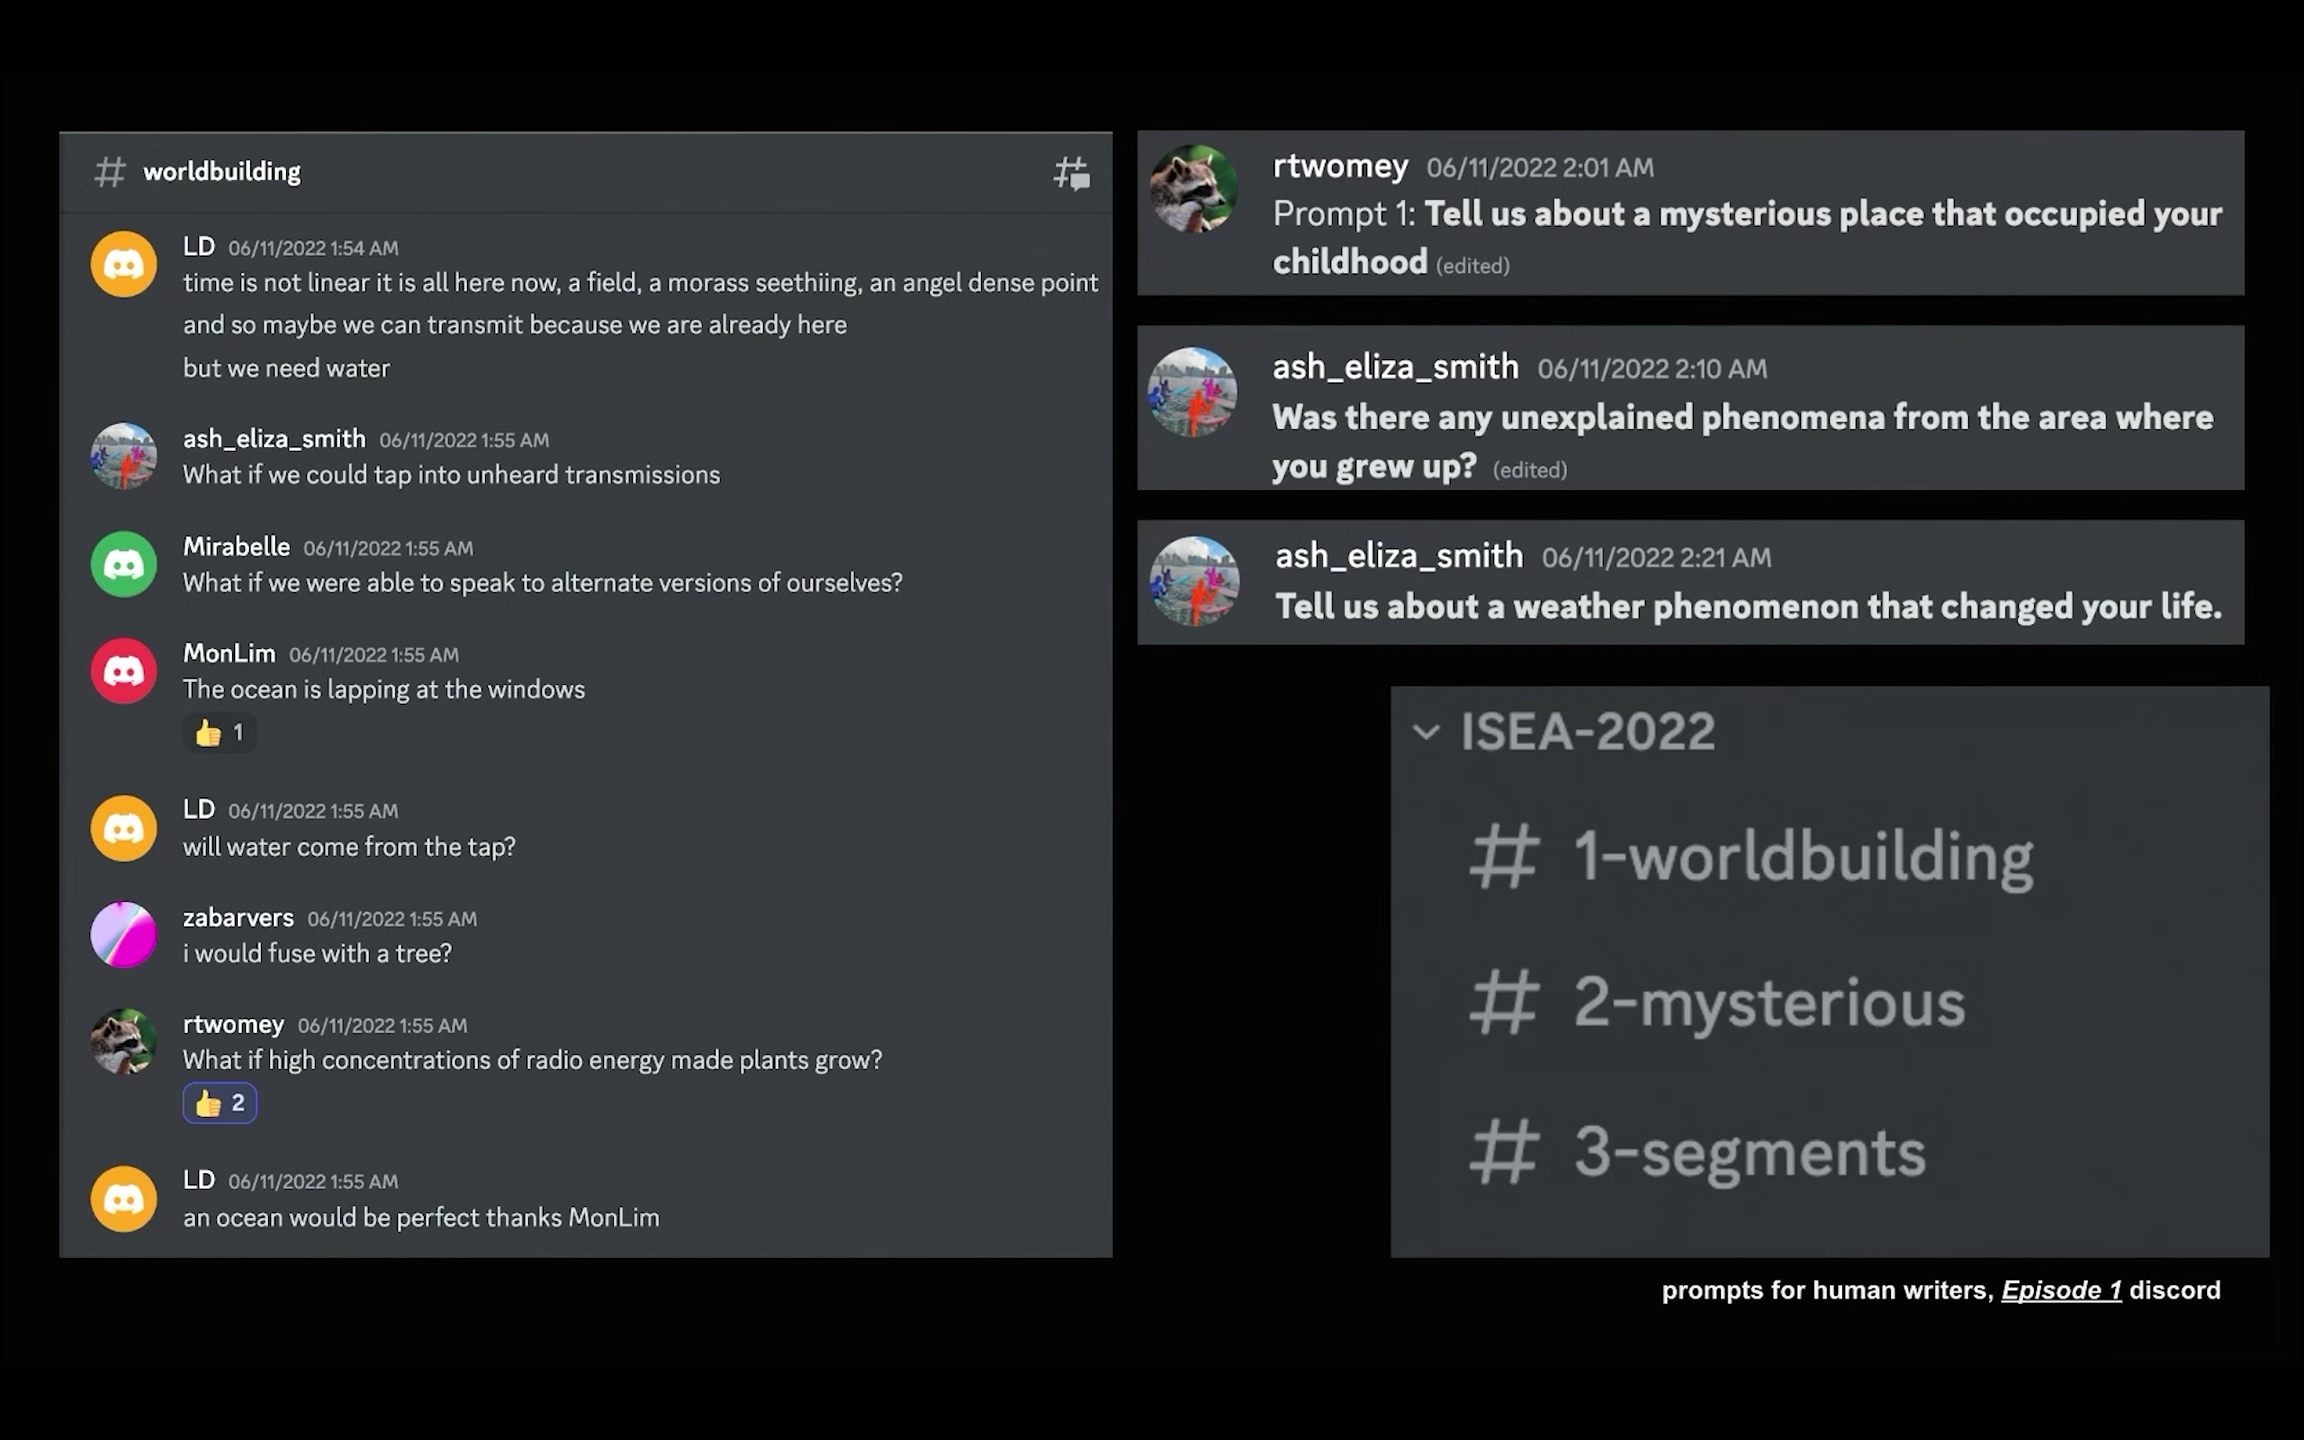 # worldbuilding
LD 06/11/2022 1:54 AM
time is not linear it is all here now, a field, a morass seethiing, an angel dense point
and so maybe we can transmit because we are already here
but we need water
ash_eliza_smith 06/11/2022 1:55 AM
What if we could tap into unheard transmissions
Mirabelle 06/11/2022 1:55 AM
What if we were able to speak to alternate versions of ourselves?
MonLim 06/11/2022 1:55 AM
The ocean is lapping at the windows
👍 1
LD 06/11/2022 1:55 AM
will water come from the tap?
zabarvers 06/11/2022 1:55 AM
i would fuse with a tree?
rtwomey 06/11/2022 1:55 AM
What if high concentrations of radio energy made plants grow?
👍 2
LD 06/11/2022 1:55 AM
an ocean would be perfect thanks MonLim
rtwomey 06/11/2022 2:01 AM
Prompt 1: Tell us about a mysterious place that occupied your
childhood (edited)
ash_eliza_smith 06/11/2022 2:10 AM
Was there any unexplained phenomena from the area where
you grew up? (edited)
ash_eliza_smith 06/11/2022 2:21 AM
Tell us about a weather phenomenon that changed your life.
ISEA-2022
# 1-worldbuilding
# 2-mysterious
# 3-segments
prompts for human writers, Episode 1 discord